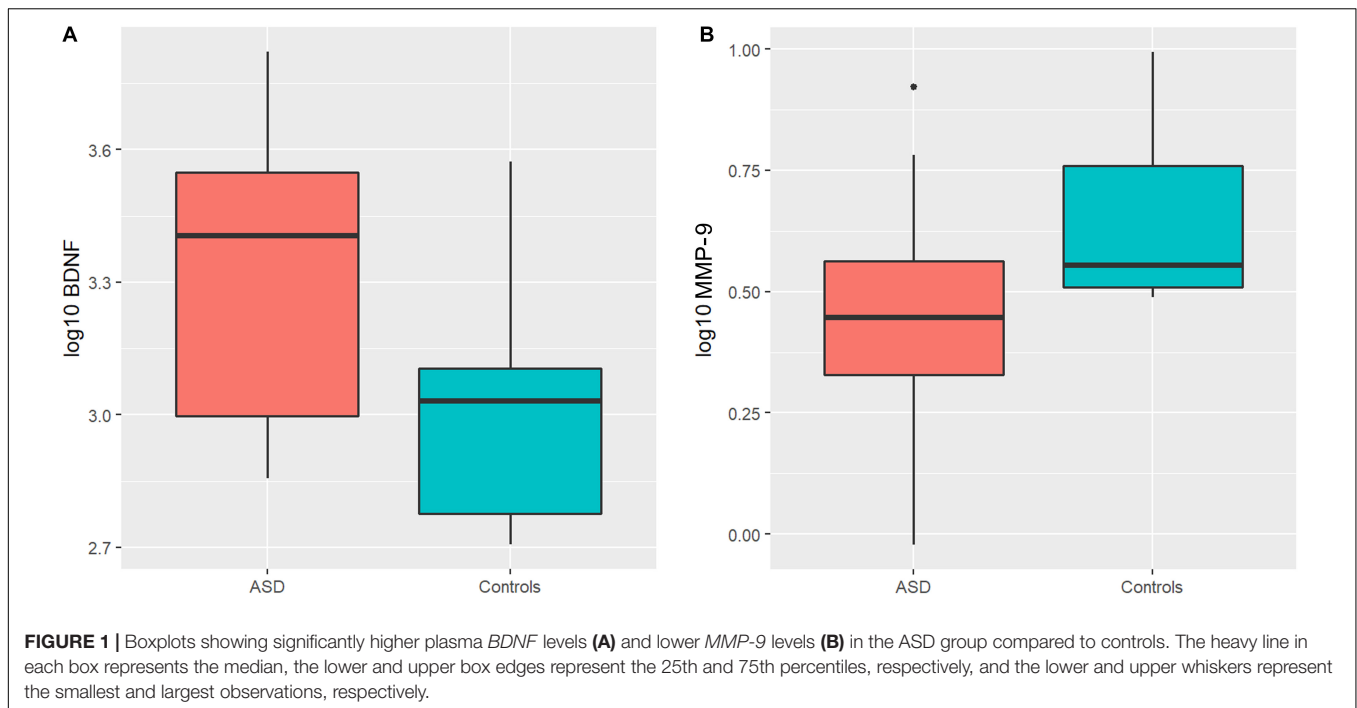 A
log10 BDNF
3.6
3.3
3.0
2.7
ASD Controls
B
log10 MMP-9
1.00
0.75
0.50
0.25
0.00
ASD Controls
FIGURE 1 | Boxplots showing significantly higher plasma BDNF levels (A) and lower MMP-9 levels (B) in the ASD group compared to controls. The heavy line in
each box represents the median, the lower and upper box edges represent the 25th and 75th percentiles, respectively, and the lower and upper whiskers represent
the smallest and largest observations, respectively.